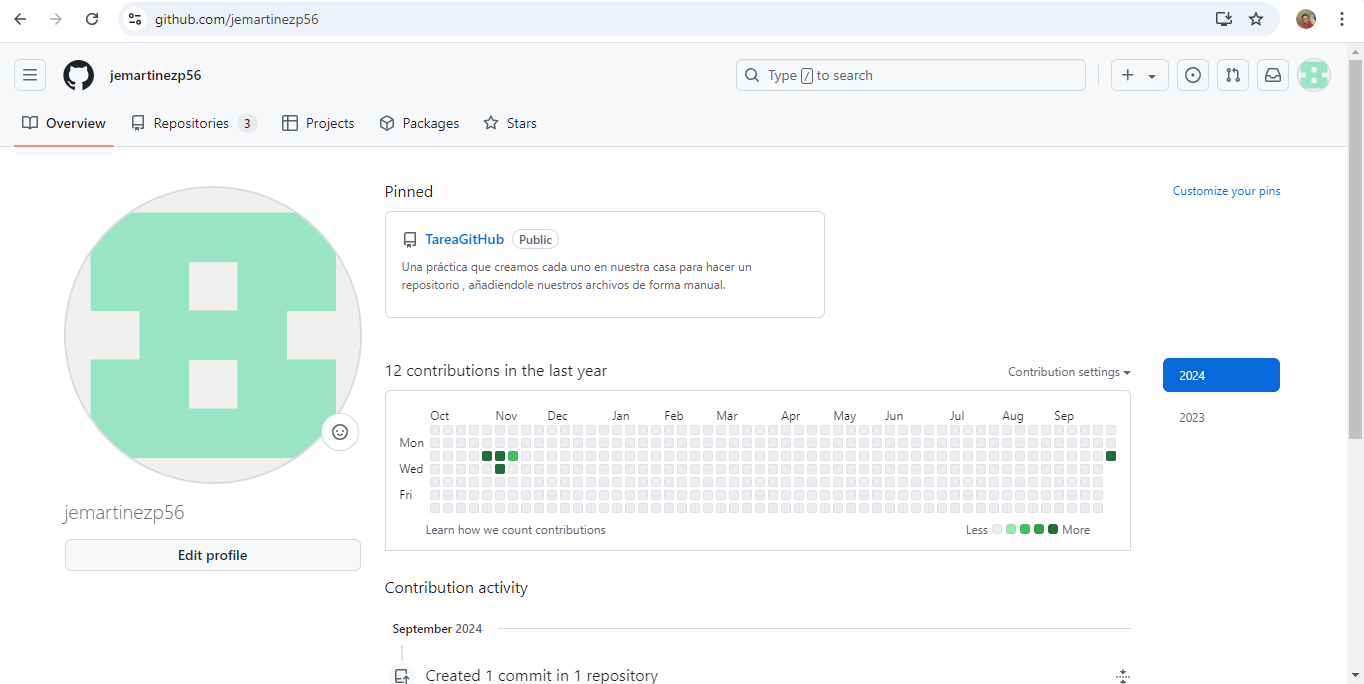 github.com/jemartinezp56
jemartinezp56
Type / to search
Overview Repositories 3 Projects Packages Stars
Pinned
Customize your pins
TareaGitHub Public
Una práctica que creamos cada uno en nuestra casa para hacer un
repositorio , añadiendole nuestros archivos de forma manual.
12 contributions in the last year
Contribution settings
2024
2023
Oct Nov Dec Jan Feb Mar Apr May Jun Jul Aug Sep
Mon
Wed
Fri
Learn how we count contributions
Less More
jemartinezp56
Edit profile
Contribution activity
September 2024
Created 1 commit in 1 repository